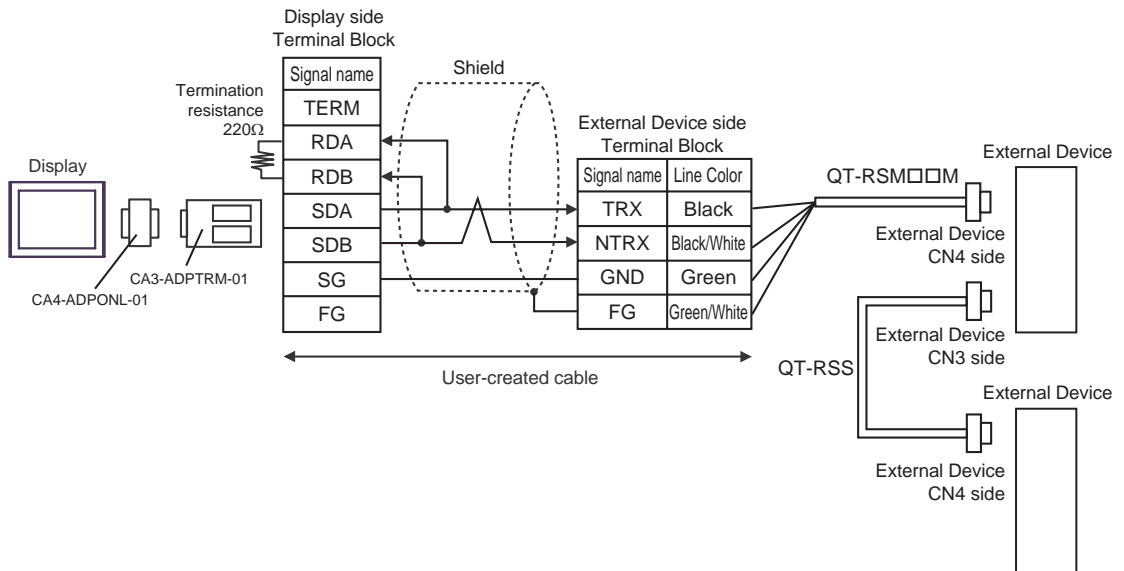 Display side
Terminal Block
Signal name
TERM
RDA
RDB
SDA
SDB
SG
FG
Termination
resistance
220Ω
Shield
Display
CA4-ADPONL-01
CA3-ADPTRM-01
External Device side
Terminal Block
Signal name Line Color
TRX Black
NTRX Black/White
GND Green
FG Green/White
User-created cable
QT-RSM□□M
External Device
External Device
CN4 side
External Device
CN3 side
QT-RSS
External Device
External Device
CN4 side